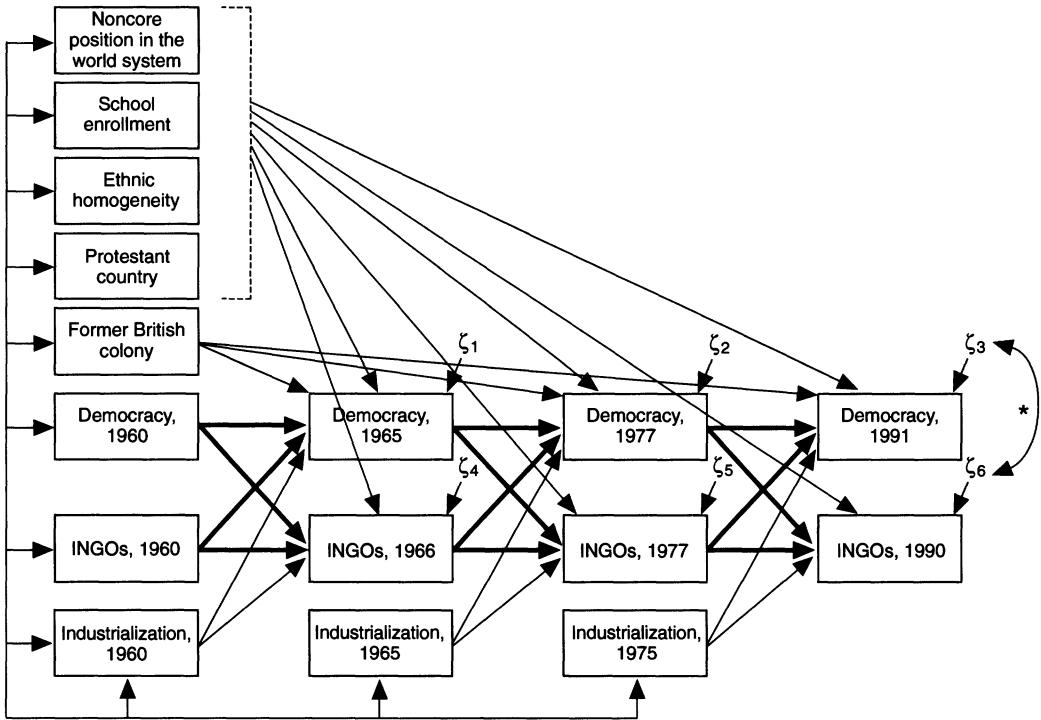 Noncore
position in the
world system
School
enrollment
Ethnic
homogeneity
Protestant
country
Former British
colony
ζ1
ζ2
ζ3
Democracy,
1960
Democracy,
1965
Democracy,
1977
Democracy,
1991
*
ζ4
ζ5
ζ6
INGOs, 1960
INGOs, 1966
INGOs, 1977
INGOs, 1990
Industrialization,
1960
Industrialization,
1965
Industrialization,
1975